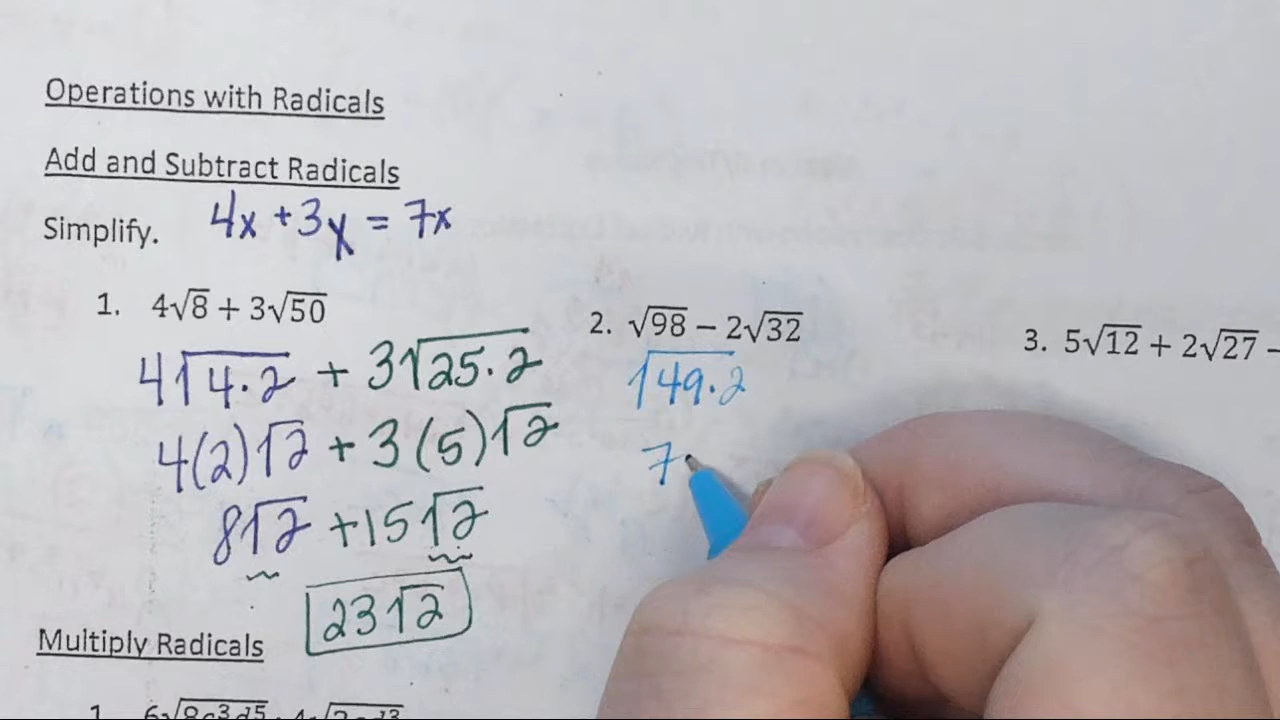 Operations with Radicals
Add and Subtract Radicals
Simplify. 4x + 3y = 7x
1. 4√8 + 3√50
4√4·2 + 3√25·2
4(2)√2 + 3(5)√2
8√2 + 15√2
23√2
2. √98 − 2√32
√49·2
7
3. 5√12 + 2√27 −
Multiply Radicals
1.